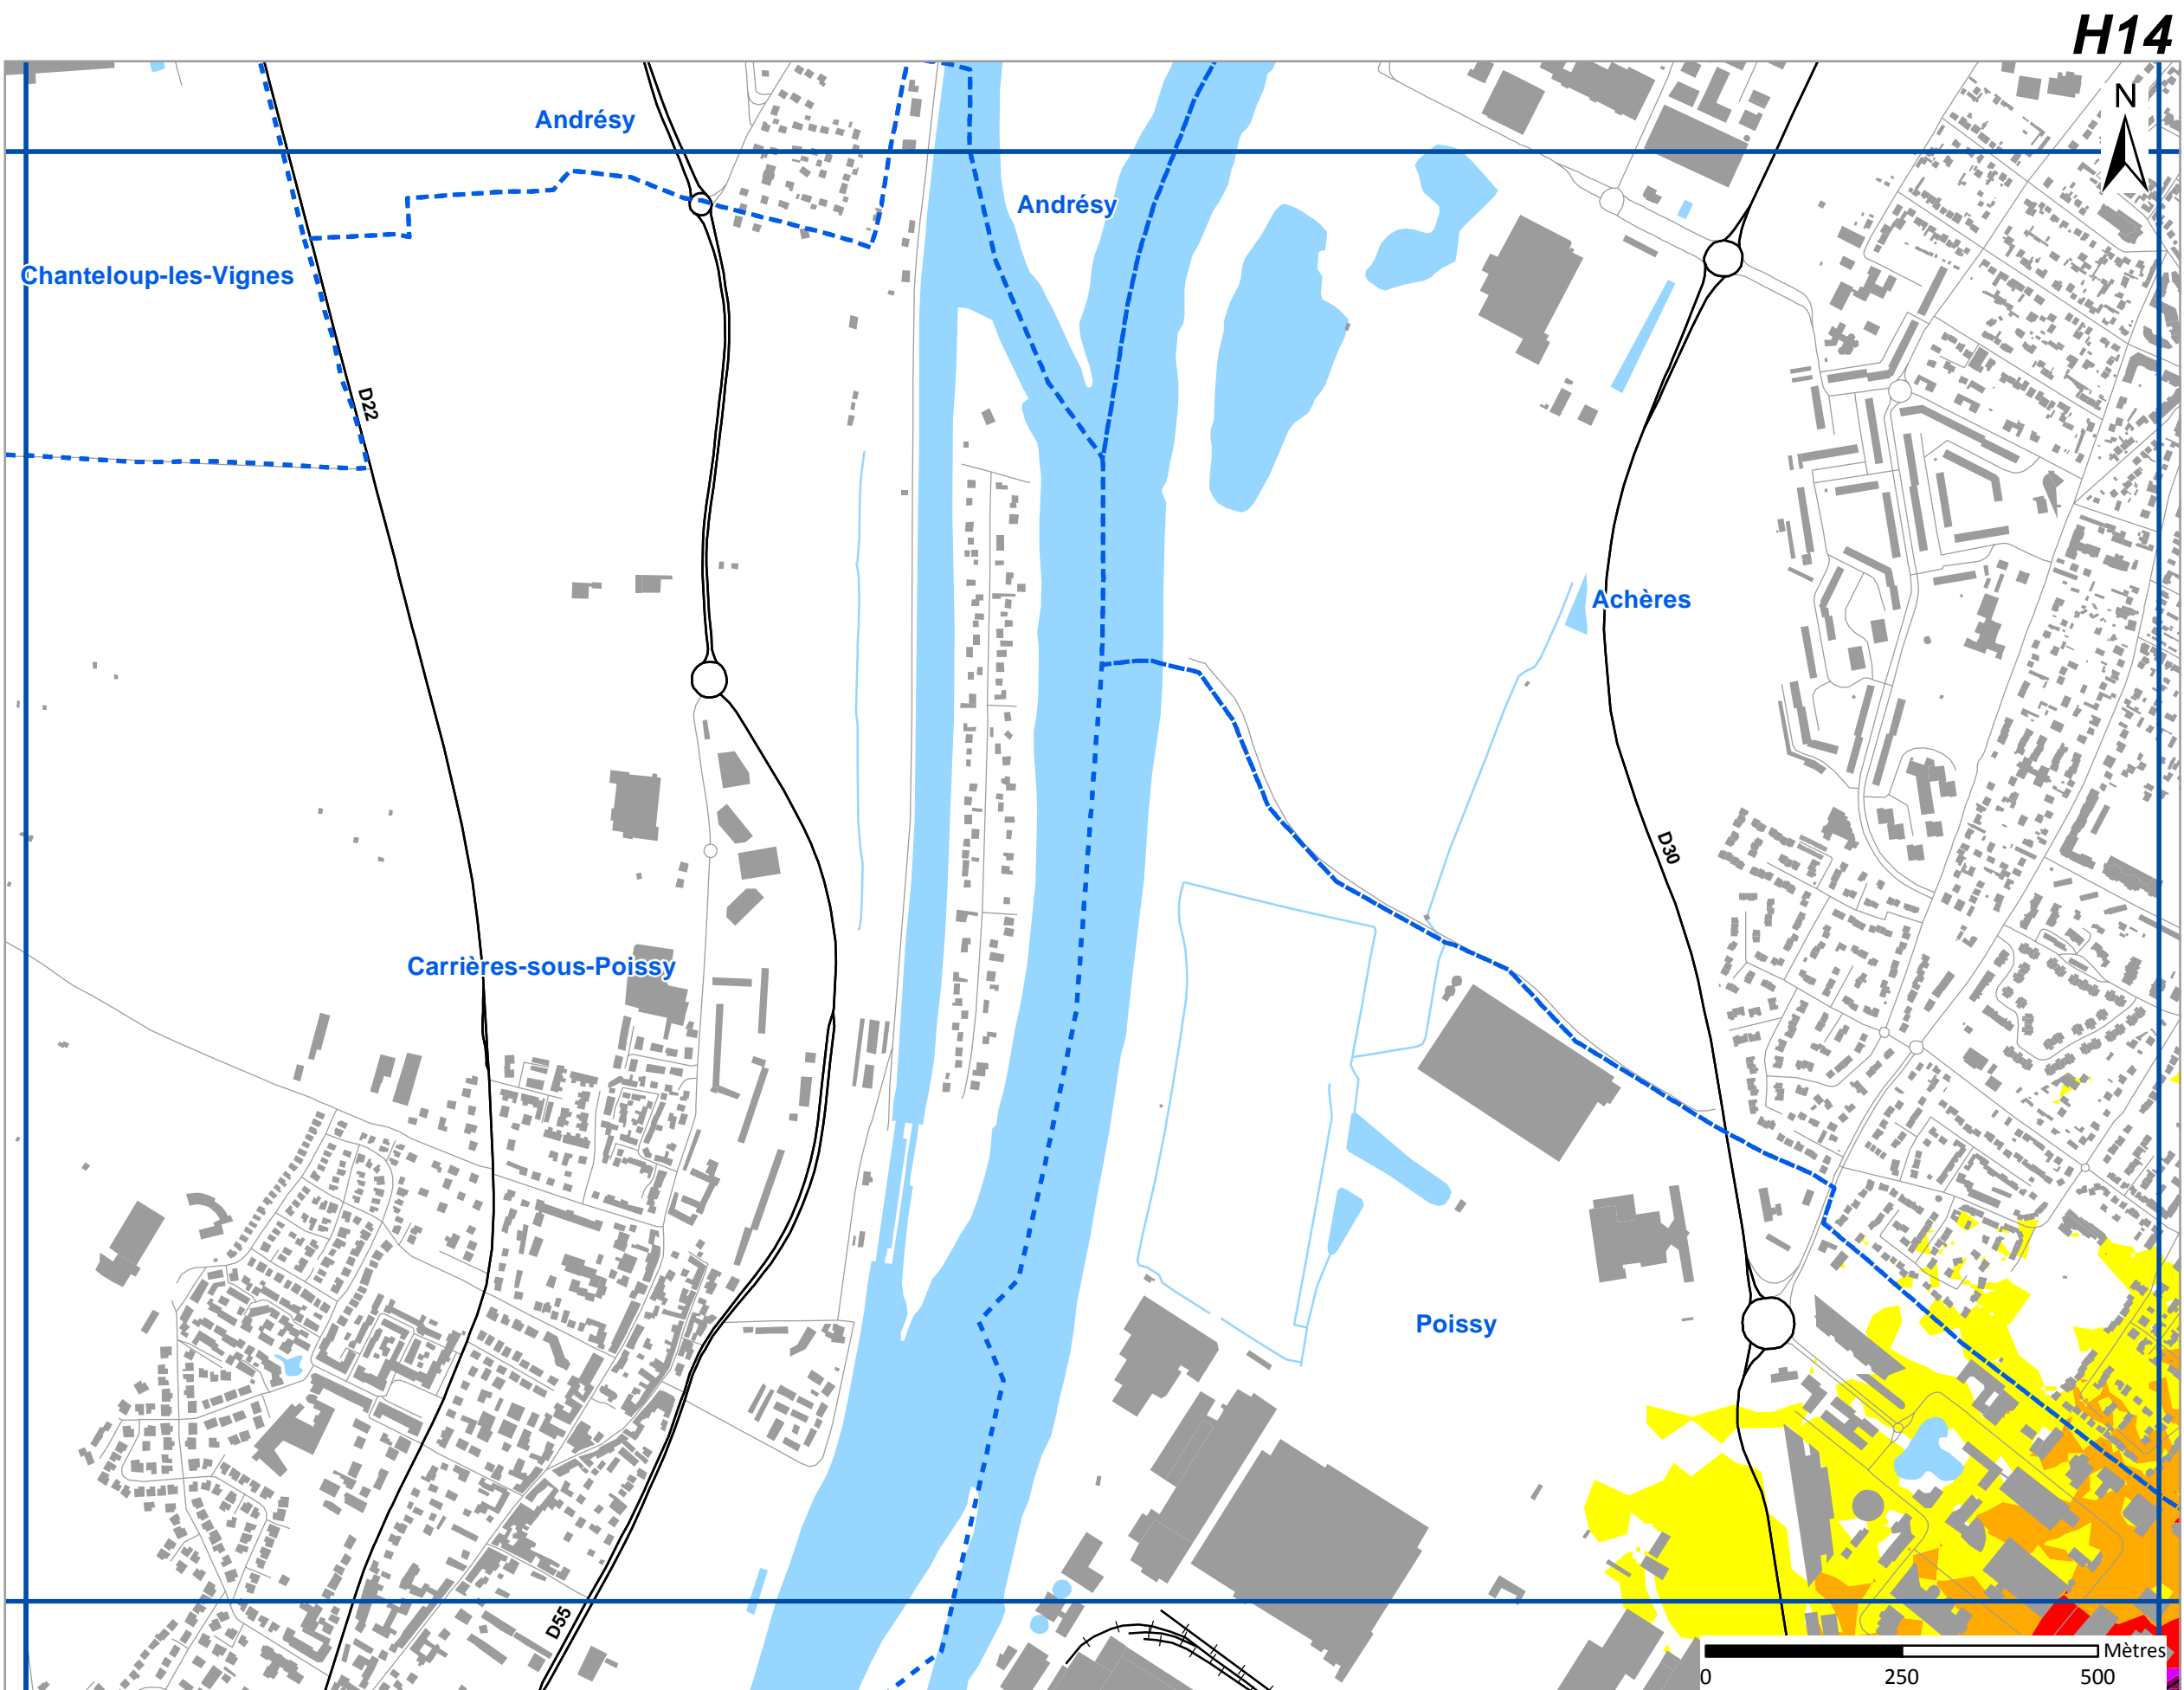 H14
N
Andrésy
Andrésy
Chanteloup-les-Vignes
D22
Achères
D30
Carrières-sous-Poissy
Poissy
D55
Mètres
0 250 500